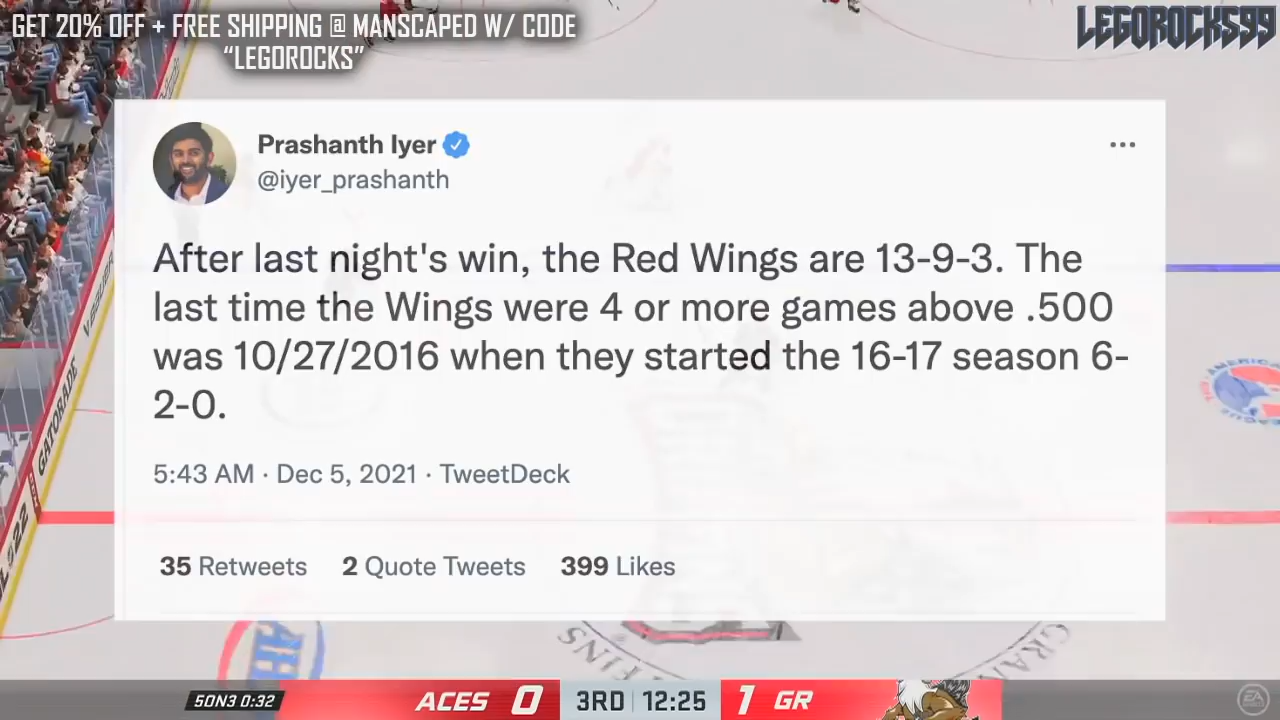 GET 20% OFF + FREE SHIPPING @ MANSCAPED W/ CODE
"LEGOROCKS"
LEGOROCKS99
Prashanth Iyer
@iyer_prashanth
After last night's win, the Red Wings are 13-9-3. The
last time the Wings were 4 or more games above .500
was 10/27/2016 when they started the 16-17 season 6-
2-0.
5:43 AM · Dec 5, 2021 · TweetDeck
35 Retweets 2 Quote Tweets 399 Likes
GATORADE
22
5ON3 0:32 ACES 0 3RD 12:25 1 GR
EA